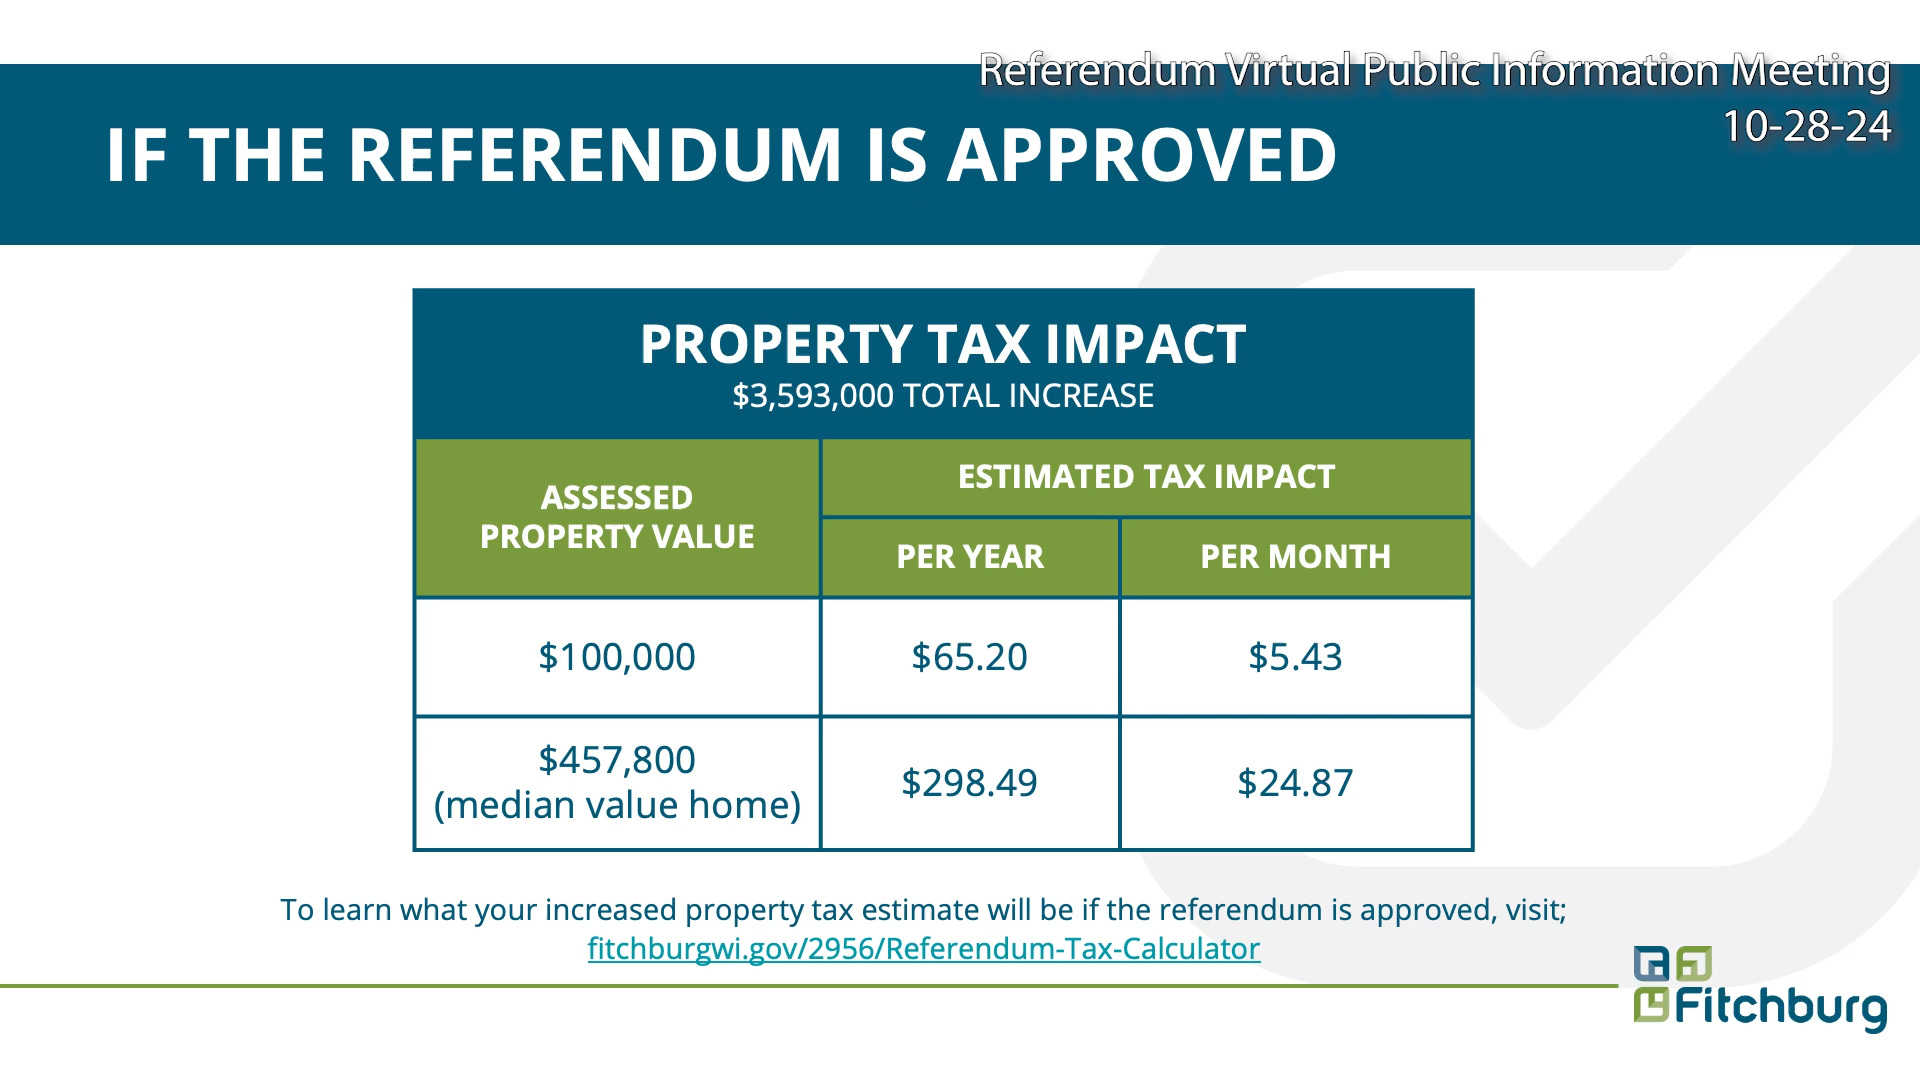 Referendum Virtual Public Information Meeting
10-28-24
IF THE REFERENDUM IS APPROVED
PROPERTY TAX IMPACT
$3,593,000 TOTAL INCREASE
ASSESSED
PROPERTY VALUE
ESTIMATED TAX IMPACT
PER YEAR
PER MONTH
$100,000
$65.20
$5.43
$457,800
(median value home)
$298.49
$24.87
To learn what your increased property tax estimate will be if the referendum is approved, visit;
fitchburgwi.gov/2956/Referendum-Tax-Calculator
Fitchburg